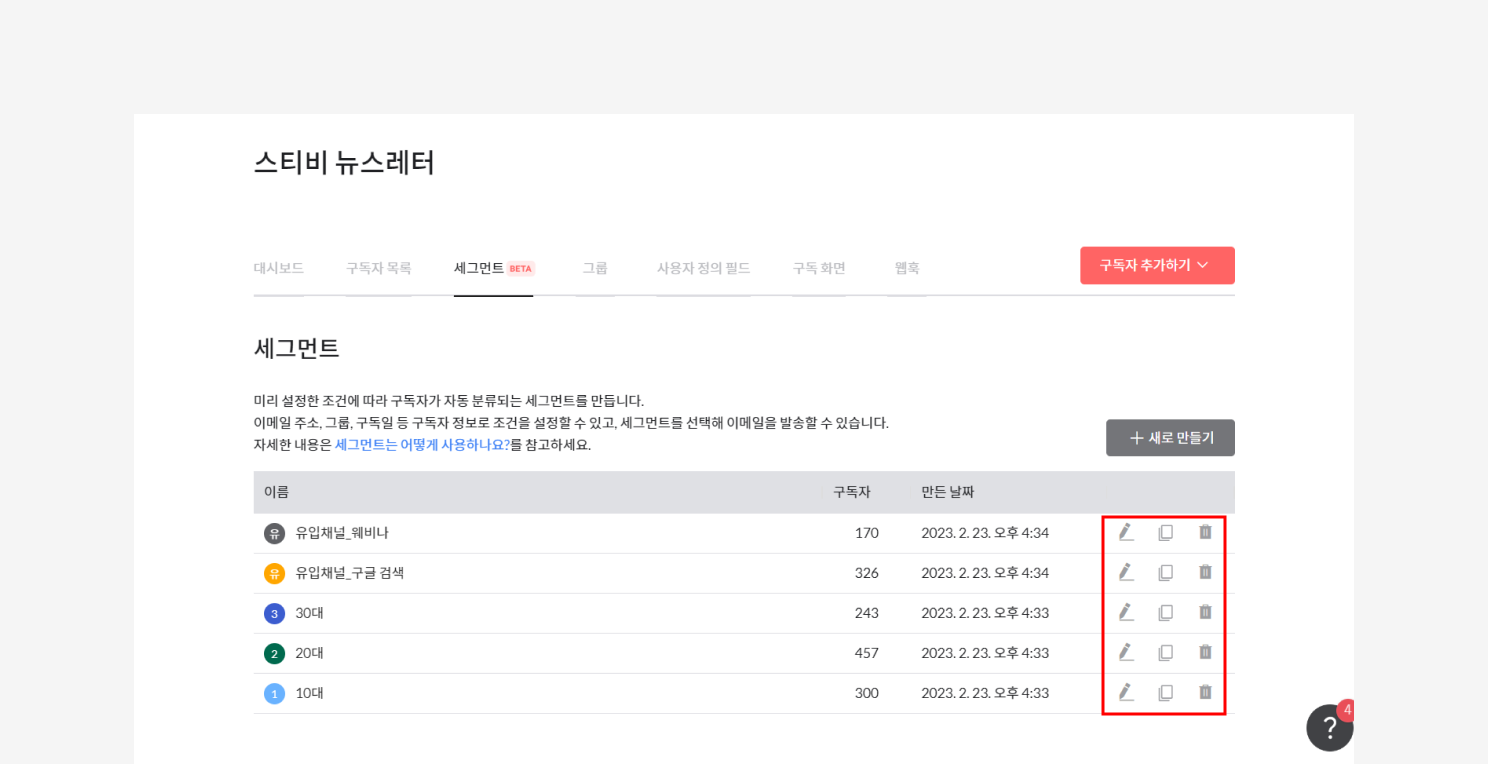 스티비 뉴스레터
대시보드 구독자 목록 세그먼트 BETA 그룹 사용자 정의 필드 구독 화면 웹훅 구독자 추가하기
세그먼트
미리 설정한 조건에 따라 구독자가 자동 분류되는 세그먼트를 만듭니다.
이메일 주소, 그룹, 구독일 등 구독자 정보로 조건을 설정할 수 있고, 세그먼트를 선택해 이메일을 발송할 수 있습니다.
자세한 내용은 세그먼트는 어떻게 사용하나요?를 참고하세요.
+ 새로 만들기
이름 구독자 만든 날짜
유 유입채널_웨비나 170 2023. 2. 23. 오후 4:34
유 유입채널_구글 검색 326 2023. 2. 23. 오후 4:34
3 30대 243 2023. 2. 23. 오후 4:33
2 20대 457 2023. 2. 23. 오후 4:33
1 10대 300 2023. 2. 23. 오후 4:33
? 4